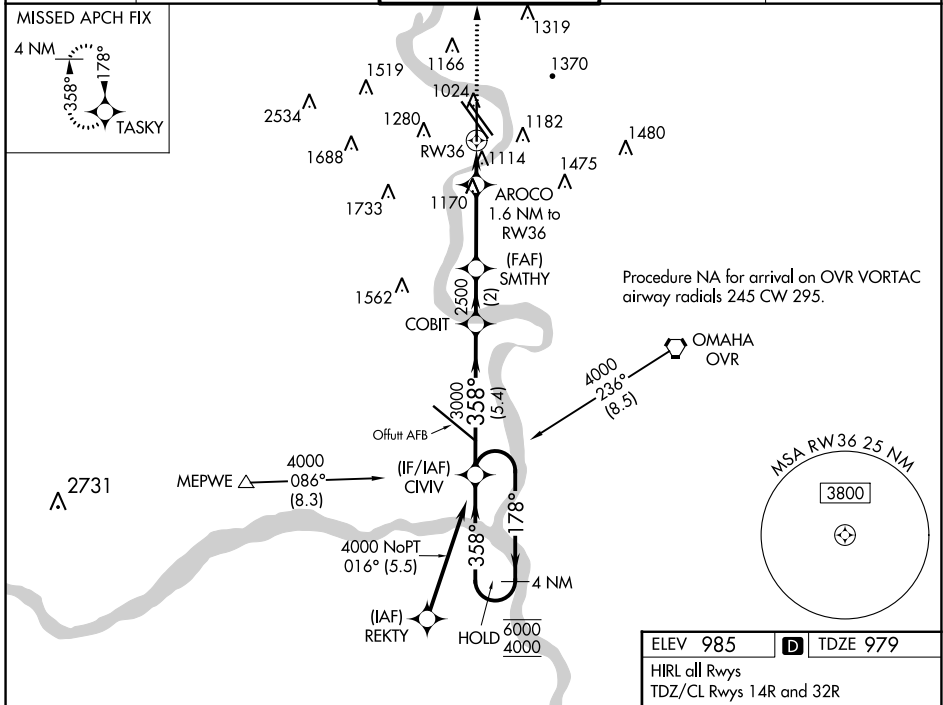 MISSED APCH FIX
4 NM
358°
178°
TASKY
1319
1166
1370
1519
1024
2534
1280
1182
1480
1688
RW36
1114
1475
1733
1170
AROCO
1.6 NM to
RW36
(FAF)
SMTHY
2500
(2)
1562
COBIT
Procedure NA for arrival on OVR VORTAC
airway radials 245 CW 295.
OMAHA
OVR
4000
236°
(8.5)
3000
358°
(5.4)
Offutt AFB
MSA RW36 25 NM
3800
2731
MEPWE
4000
086°
(8.3)
(IF/IAF)
CIVIV
358°
178°
4000 NoPT
016° (5.5)
4 NM
(IAF)
REKTY
HOLD
6000
4000
ELEV 985 D TDZE 979
HIRL all Rwys
TDZ/CL Rwys 14R and 32R